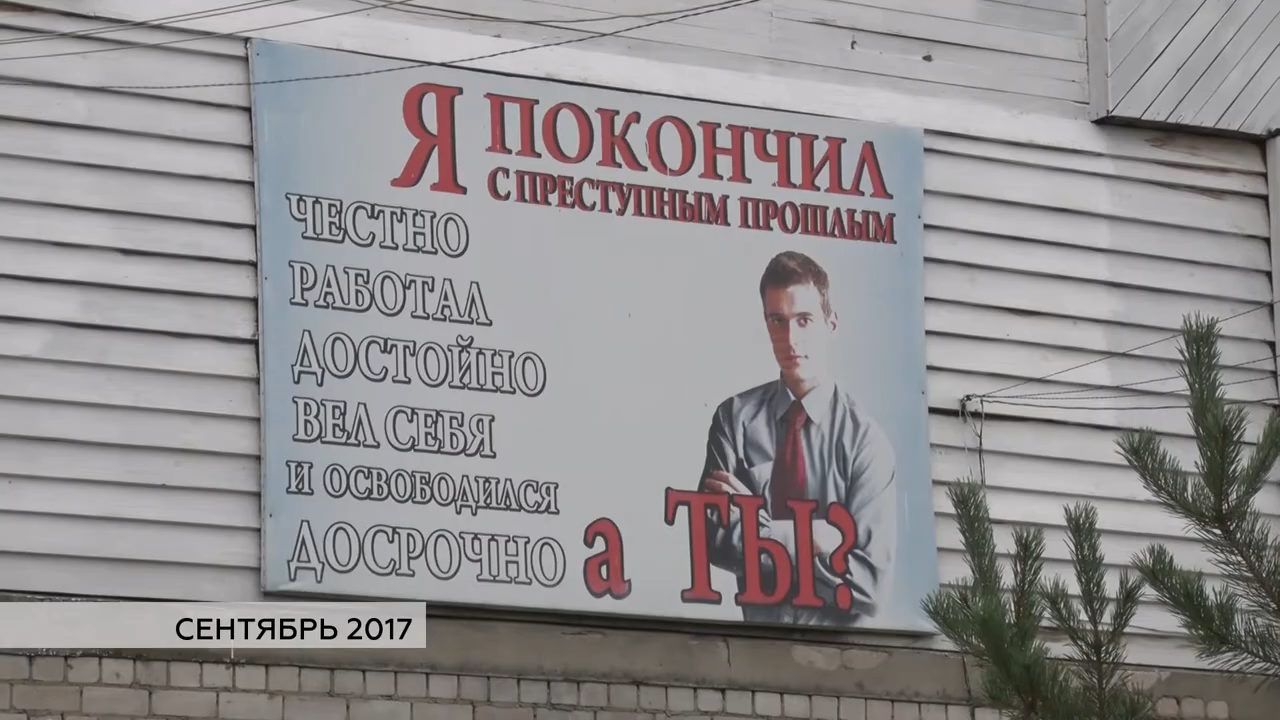 Я ПОКОНЧИЛ
С ПРЕСТУПНЫМ ПРОШЛЫМ
ЧЕСТНО
РАБОТАЛ
ДОСТОЙНО
ВЕЛ СЕБЯ
И ОСВОБОДИЛСЯ
ДОСРОЧНО
а ТЫ?
СЕНТЯБРЬ 2017